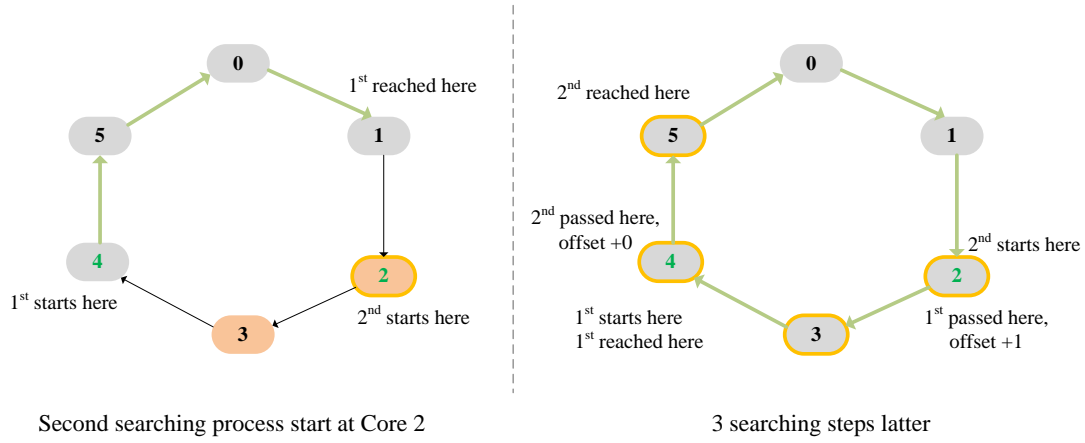 0
1st reached here
5
1
4
1st starts here
2
2nd starts here
3
Second searching process start at Core 2
0
2nd reached here
5
1
2nd passed here,
offset +0
4
2nd starts here
2
1st starts here
1st reached here
3
1st passed here,
offset +1
3 searching steps latter